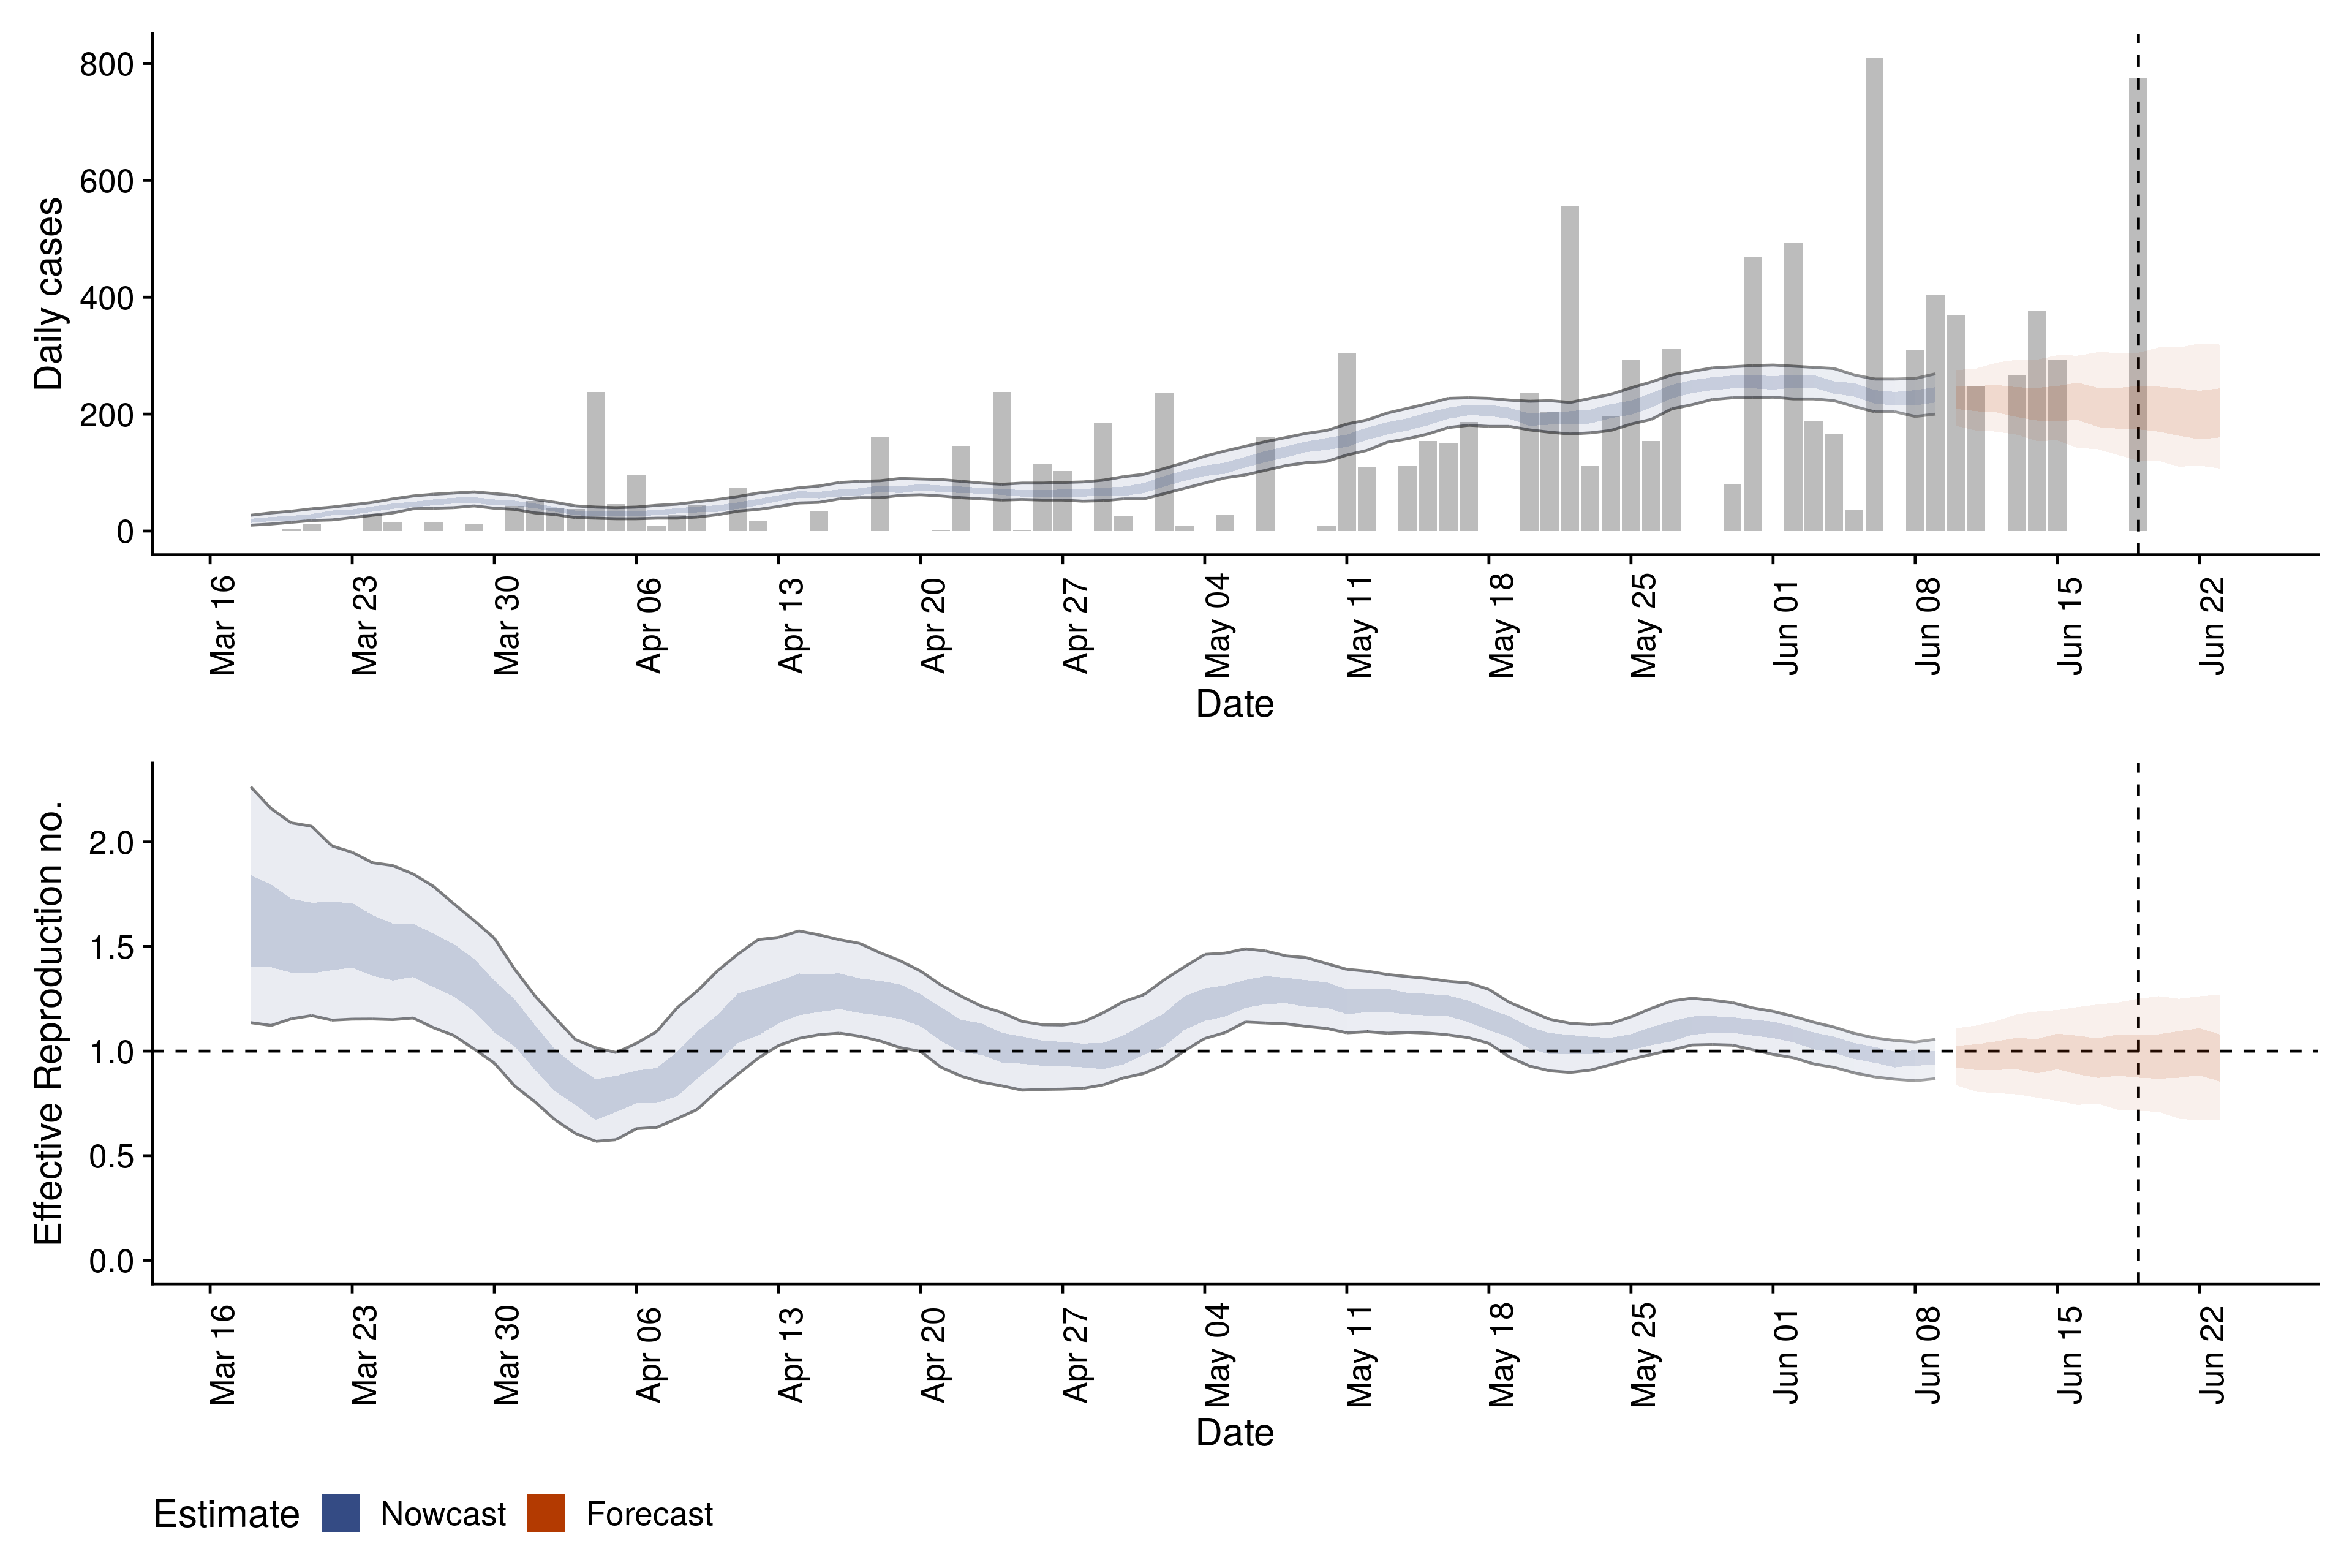 Daily cases
800
600
400
200
0
Mar 16
Mar 23
Mar 30
Apr 06
Apr 13
Apr 20
Apr 27
May 04
May 11
May 18
May 25
Jun 01
Jun 08
Jun 15
Jun 22
Date
Effective Reproduction no.
2.0
1.5
1.0
0.5
0.0
Mar 16
Mar 23
Mar 30
Apr 06
Apr 13
Apr 20
Apr 27
May 04
May 11
May 18
May 25
Jun 01
Jun 08
Jun 15
Jun 22
Date
Estimate Nowcast Forecast